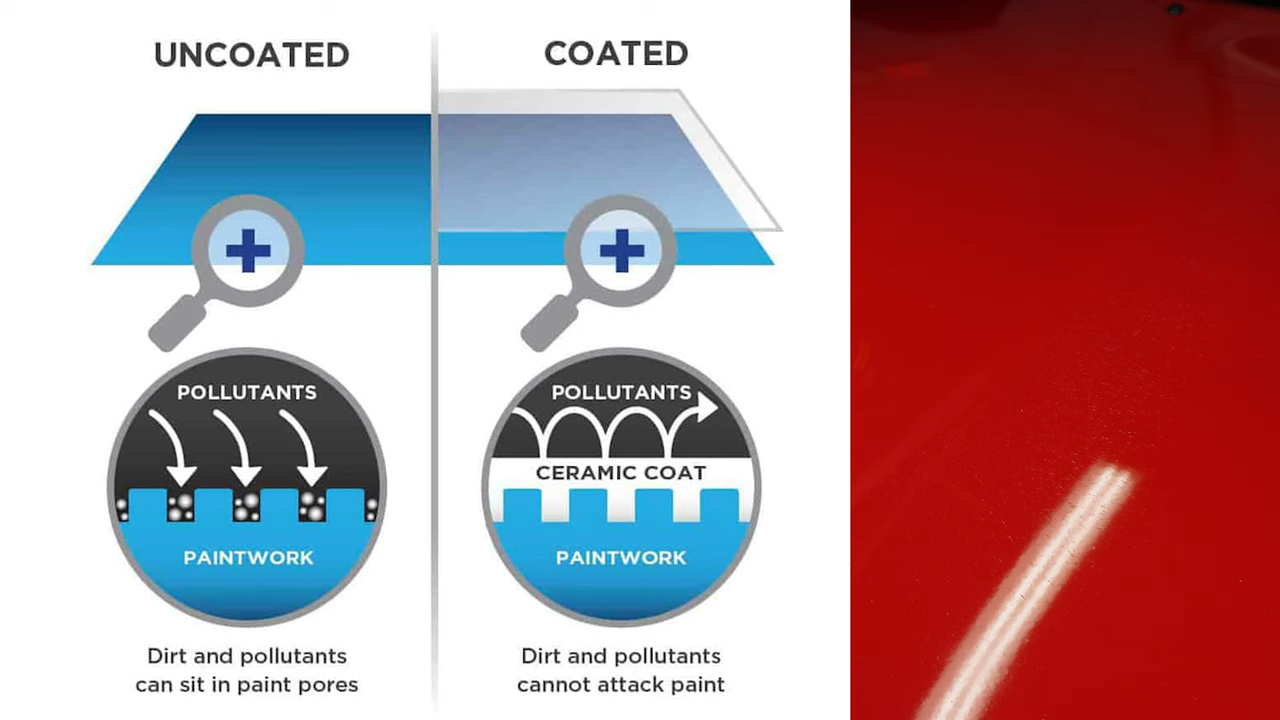 UNCOATED
POLLUTANTS
PAINTWORK
Dirt and pollutants
can sit in paint pores
COATED
POLLUTANTS
CERAMIC COAT
PAINTWORK
Dirt and pollutants
cannot attack paint